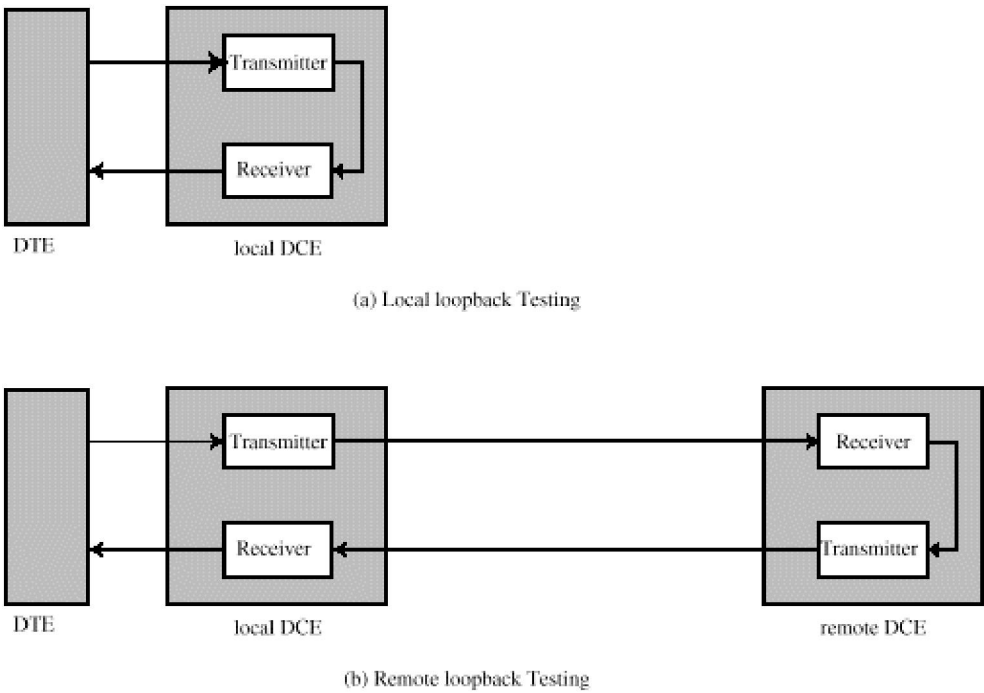 Transmitter
Receiver
DTE
local DCE
(a) Local loopback Testing
Transmitter
Receiver
Receiver
Transmitter
DTE
local DCE
remote DCE
(b) Remote loopback Testing